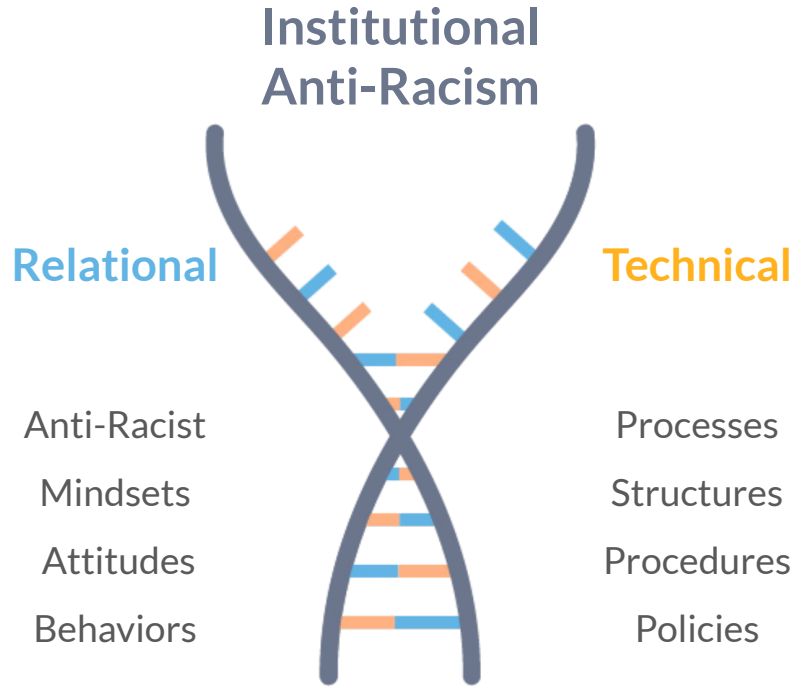 Institutional
Anti-Racism
Relational
Technical
Anti-Racist
Mindsets
Attitudes
Behaviors
Processes
Structures
Procedures
Policies